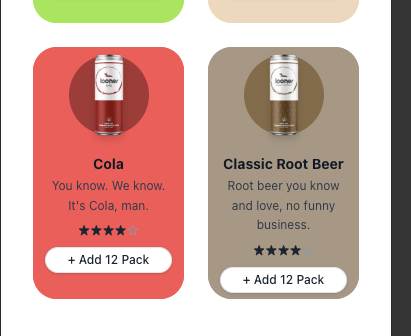 looner
looner
Cola
Classic Root Beer
You know. We know.
It's Cola, man.
Root beer you know
and love, no funny
business.
+ Add 12 Pack
+ Add 12 Pack